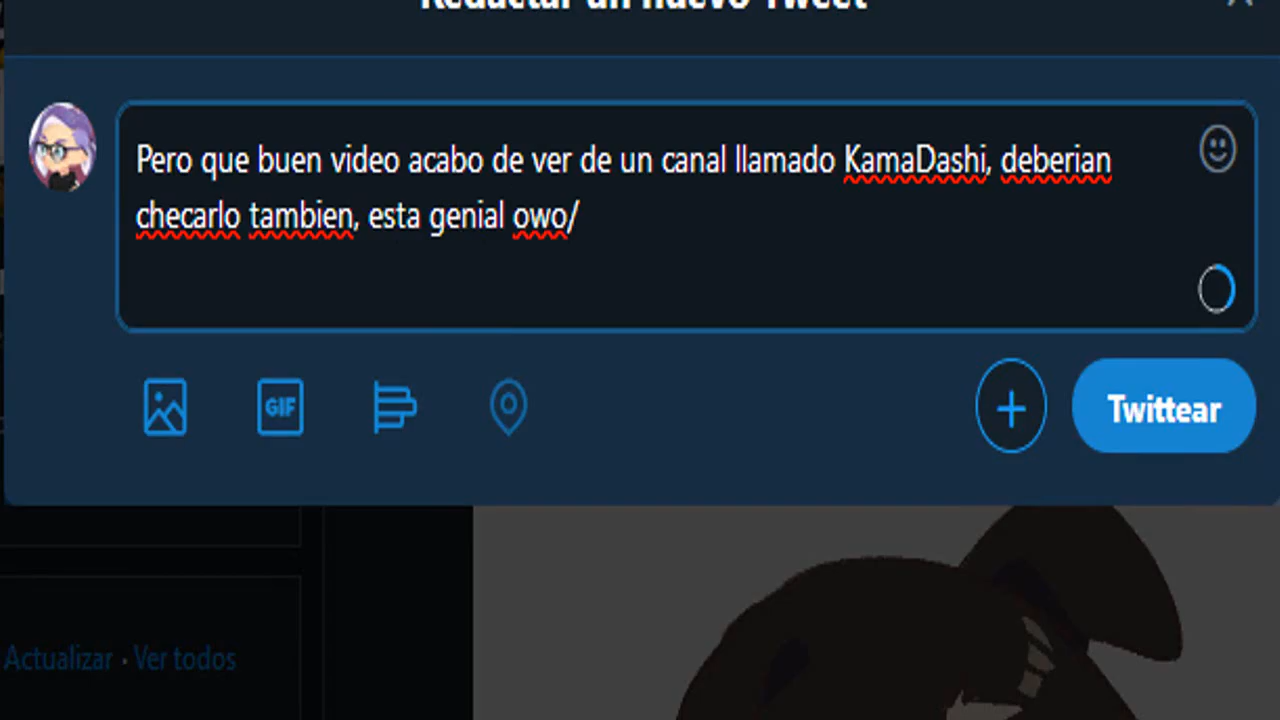 Redactar un nuevo Tweet
Pero que buen video acabo de ver de un canal llamado KamaDashi, deberian
checarlo tambien, esta genial owo/
GIF
Twittear
Actualizar · Ver todos